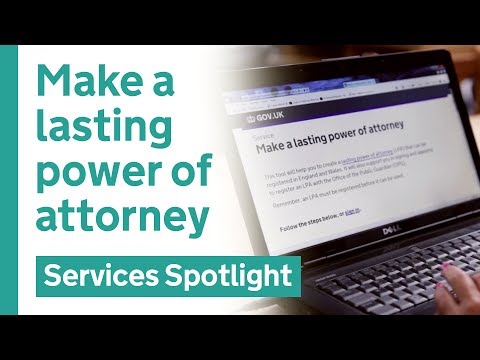 Make a
lasting
power of
attorney
Services Spotlight
GOV.UK
Service
Make a lasting power of attorney
This tool will help you to create a lasting power of attorney (LPA) that can be
registered in England and Wales. It will also support you in signing and applying
to register an LPA with the Office of the Public Guardian (OPG).
Remember, an LPA must be registered before it can be used.
Follow the steps below, or sign in.
DELL